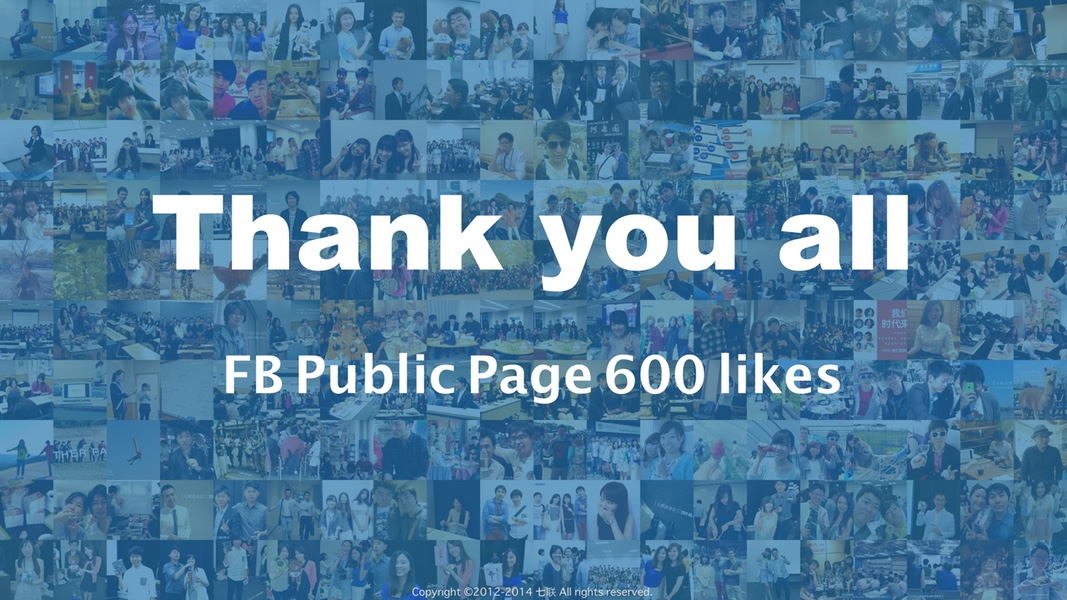 Thank you all
FB Public Page 600 likes
Copyright ©2012-2014 七联 All rights reserved.